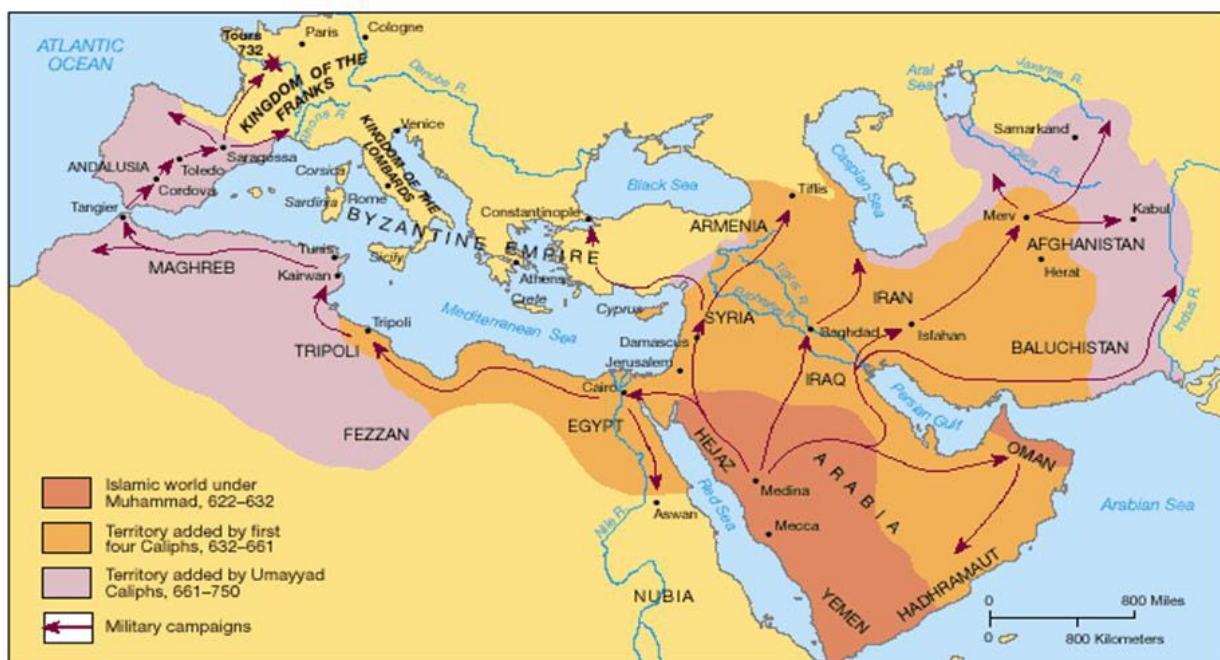 ATLANTIC
OCEAN
Tours
732
Paris
Cologne
KINGDOM OF THE
FRANKS
Danube R.
Rhone R.
KINGDOM OF THE
LOMBARDS
Venice
Aral
Sea
Jaxartes R.
Samarkand
Oxus R.
Caspian Sea
Black Sea
Tiflis
ANDALUSIA
Saragossa
Toledo
Cordova
Corsica
Sardinia
Rome
Tangier
Constantinople
BYZANTINE EMPIRE
ARMENIA
Merv
Kabul
AFGHANISTAN
Herat
MAGHREB
Tunis
Kairwan
Sicily
Athens
Crete
Cyprus
Tigris R.
Euphrates R.
SYRIA
IRAN
Indus R.
Mediterranean Sea
Tripoli
TRIPOLI
Damascus
Jerusalem
Baghdad
IRAQ
Isfahan
BALUCHISTAN
Cairo
EGYPT
FEZZAN
Persian Gulf
HEJAZ
ARABIA
OMAN
Medina
Mecca
Red Sea
Aswan
Nile R.
NUBIA
YEMEN
HADHRAMAUT
Arabian Sea
Islamic world under
Muhammad, 622–632
Territory added by first
four Caliphs, 632–661
Territory added by Umayyad
Caliphs, 661–750
Military campaigns
0 800 Miles
0 800 Kilometers